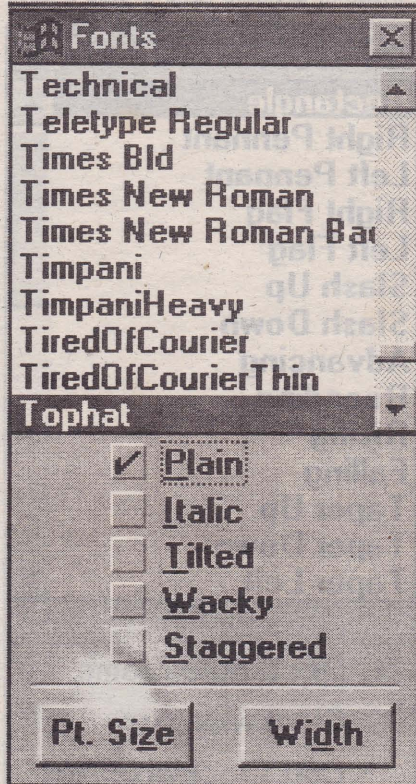 Fonts
Technical
Teletype Regular
Times Bld
Times New Roman
Times New Roman Bac
Timpani
TimpaniHeavy
TiredOfCourier
TiredOfCourierThin
Tophat
Plain
Italic
Tilted
Wacky
Staggered
Pt. Size
Width